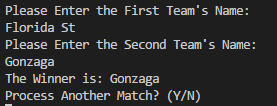 Please Enter the First Team's Name:
Florida St
Please Enter the Second Team's Name:
Gonzaga
The Winner is: Gonzaga
Process Another Match? (Y/N)